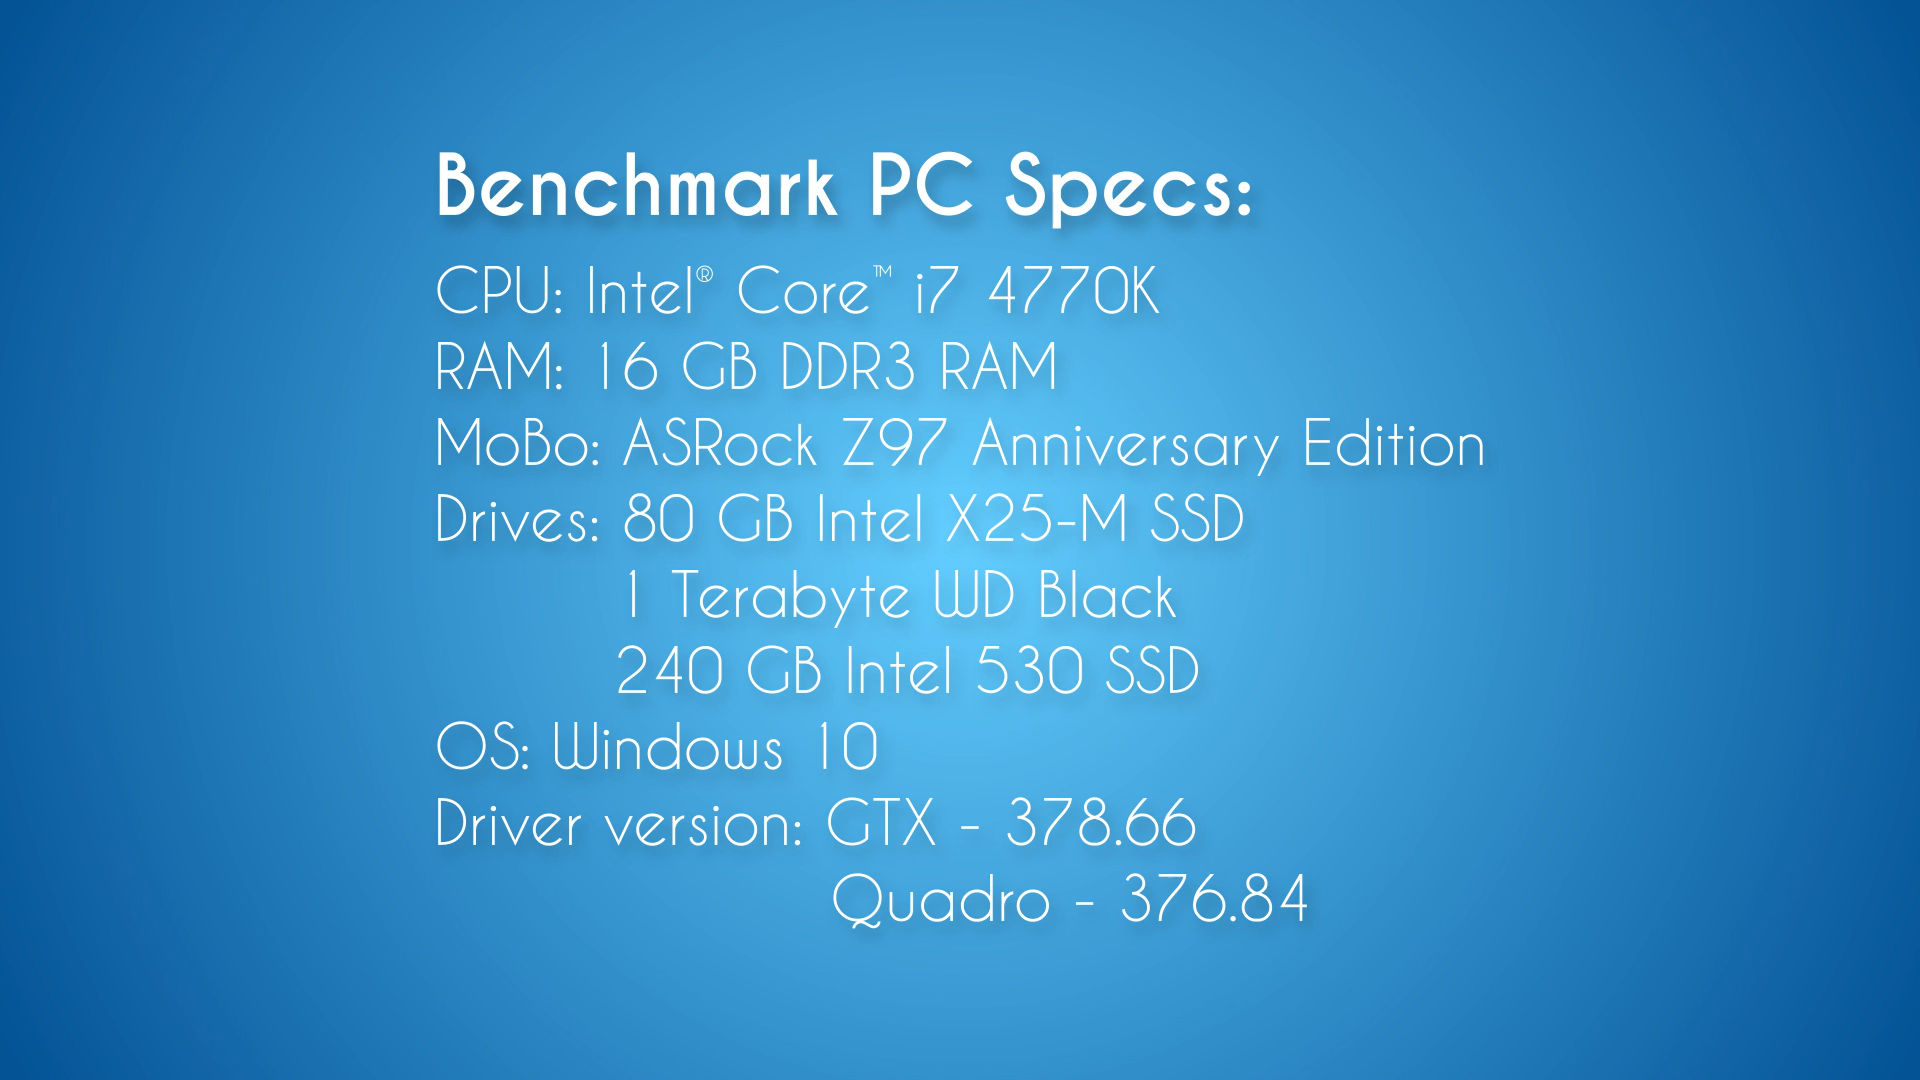 Benchmark PC Specs:
CPU: Intel® Core™ i7 4770K
RAM: 16 GB DDR3 RAM
MoBo: ASRock Z97 Anniversary Edition
Drives: 80 GB Intel X25-M SSD
1 Terabyte WD Black
240 GB Intel 530 SSD
OS: Windows 10
Driver version: GTX - 378.66
Quadro - 376.84